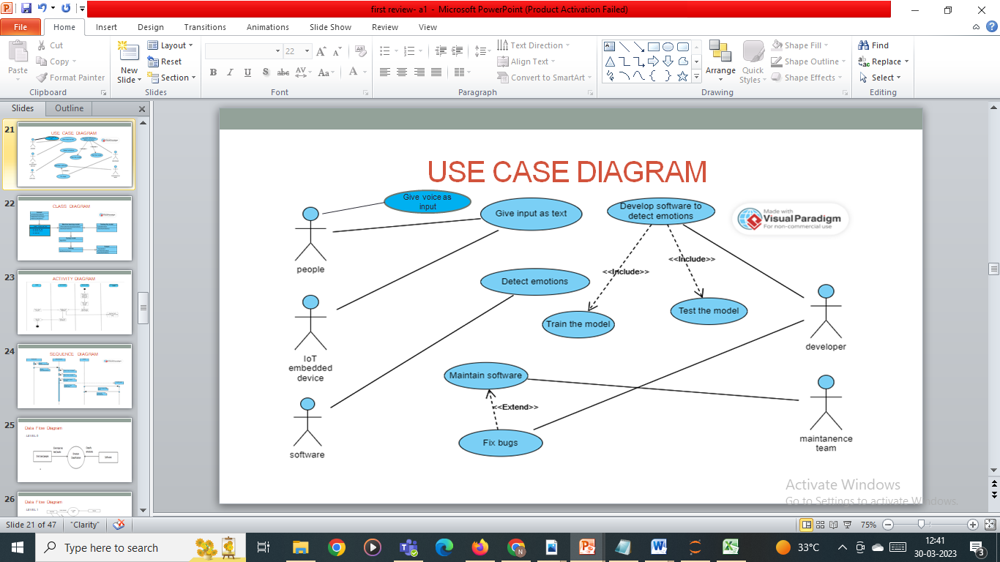 first review- a1 - Microsoft PowerPoint (Product Activation Failed)
File Home Insert Design Transitions Animations Slide Show Review View
Paste
Cut
Copy
Format Painter
Clipboard
New
Slide
Layout
Reset
Section
Slides
22
Font
Text Direction
Align Text
Convert to SmartArt
Paragraph
Arrange
Quick
Styles
Shape Fill
Shape Outline
Shape Effects
Drawing
Find
Replace
Select
Editing
Slides Outline
21
USE CASE DIAGRAM
22
CLASS DIAGRAM
23
ACTIVITY DIAGRAM
24
SEQUENCE DIAGRAM
25
Data Flow Diagram
LEVEL 0
26
Data Flow Diagram
LEVEL 1
USE CASE DIAGRAM
Give voice as
input
Give input as text
Develop software to
detect emotions
Made with
Visual Paradigm
For non-commercial use
people
<<Include>>
<<Include>>
Detect emotions
Train the model
Test the model
developer
IoT
embedded
device
Maintain software
<<Extend>>
Fix bugs
software
maintanence
team
Activate Windows
Go to Settings to activate Windows.
Slide 21 of 47 "Clarity" 75%
Type here to search
33°C
12:41
30-03-2023
3